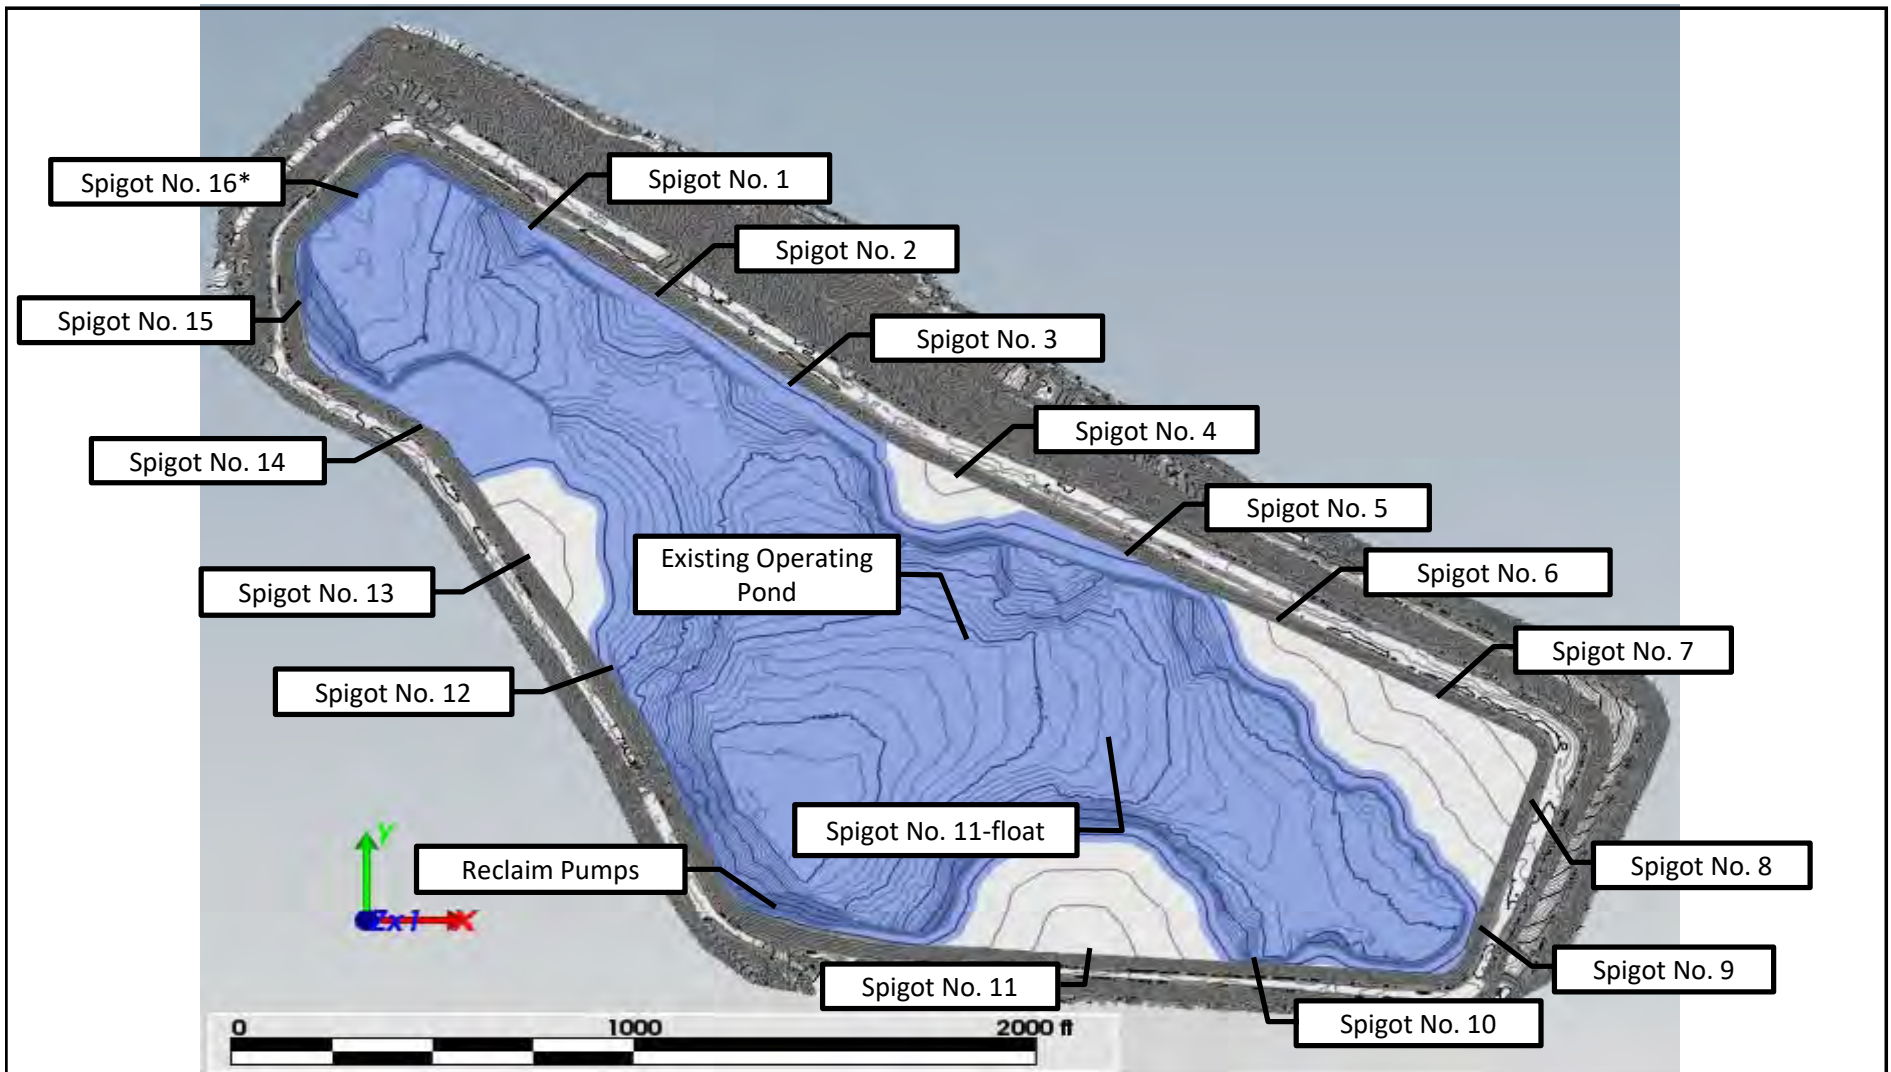 Spigot No. 16*
Spigot No. 1
Spigot No. 2
Spigot No. 15
Spigot No. 3
Spigot No. 4
Spigot No. 14
Spigot No. 5
Existing Operating
Pond
Spigot No. 6
Spigot No. 13
Spigot No. 7
Spigot No. 12
Spigot No. 11-float
Reclaim Pumps
Spigot No. 8
Y
Zx1
X
Spigot No. 9
Spigot No. 11
Spigot No. 10
0 1000 2000 ft